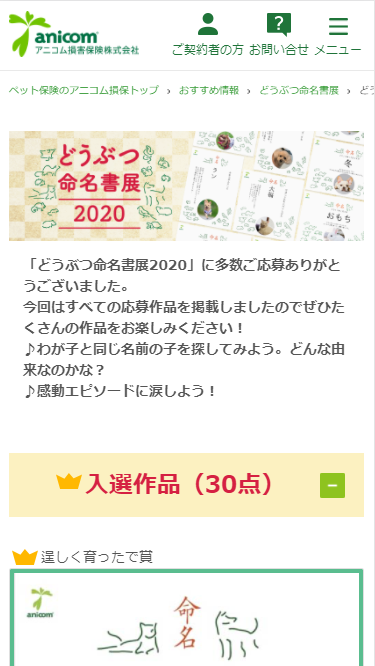 anicom
アニコム損害保険株式会社
ご契約者の方 お問い合せ メニュー
ペット保険のアニコム損保トップ › おすすめ情報 › どうぶつ命名書展 ›
どうぶつ
命名書展
2020
命名
ラン
命名
大福
命名
冬
おもち
「どうぶつ命名書展2020」に多数ご応募ありがと
うございました。
今回はすべての応募作品を掲載しましたのでぜひた
くさんの作品をお楽しみください！
♪わが子と同じ名前の子を探してみよう。どんな由
来なのかな？
♪感動エピソードに涙しよう！
入選作品（30点）
逞しく育ったで賞
anicom
命名